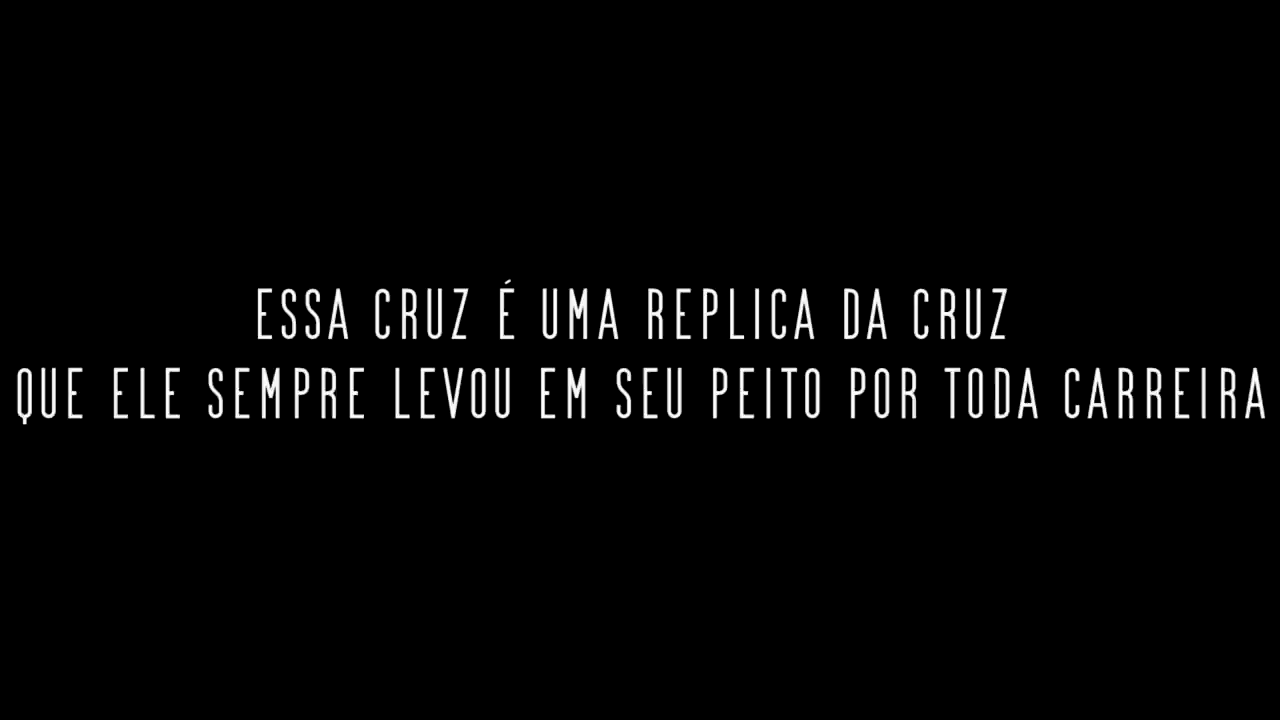 ESSA CRUZ É UMA REPLICA DA CRUZ
QUE ELE SEMPRE LEVOU EM SEU PEITO POR TODA CARREIRA